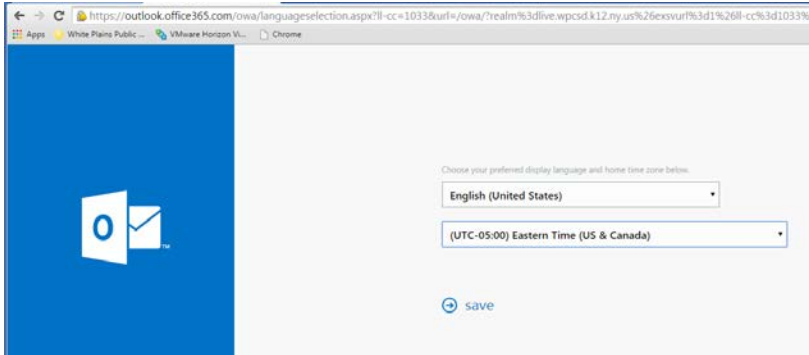 https://outlook.office365.com/owa/languageselection.aspx?ll-cc=1033&url=/owa/?realm%3dlive.wpcsd.k12.ny.us%26exsvurl%3d1%26ll-cc%3d1033%
Apps White Plains Public ... VMware Horizon Vi... Chrome
Choose your preferred display language and home time zone below.
English (United States)
(UTC-05:00) Eastern Time (US & Canada)
O
TM
save